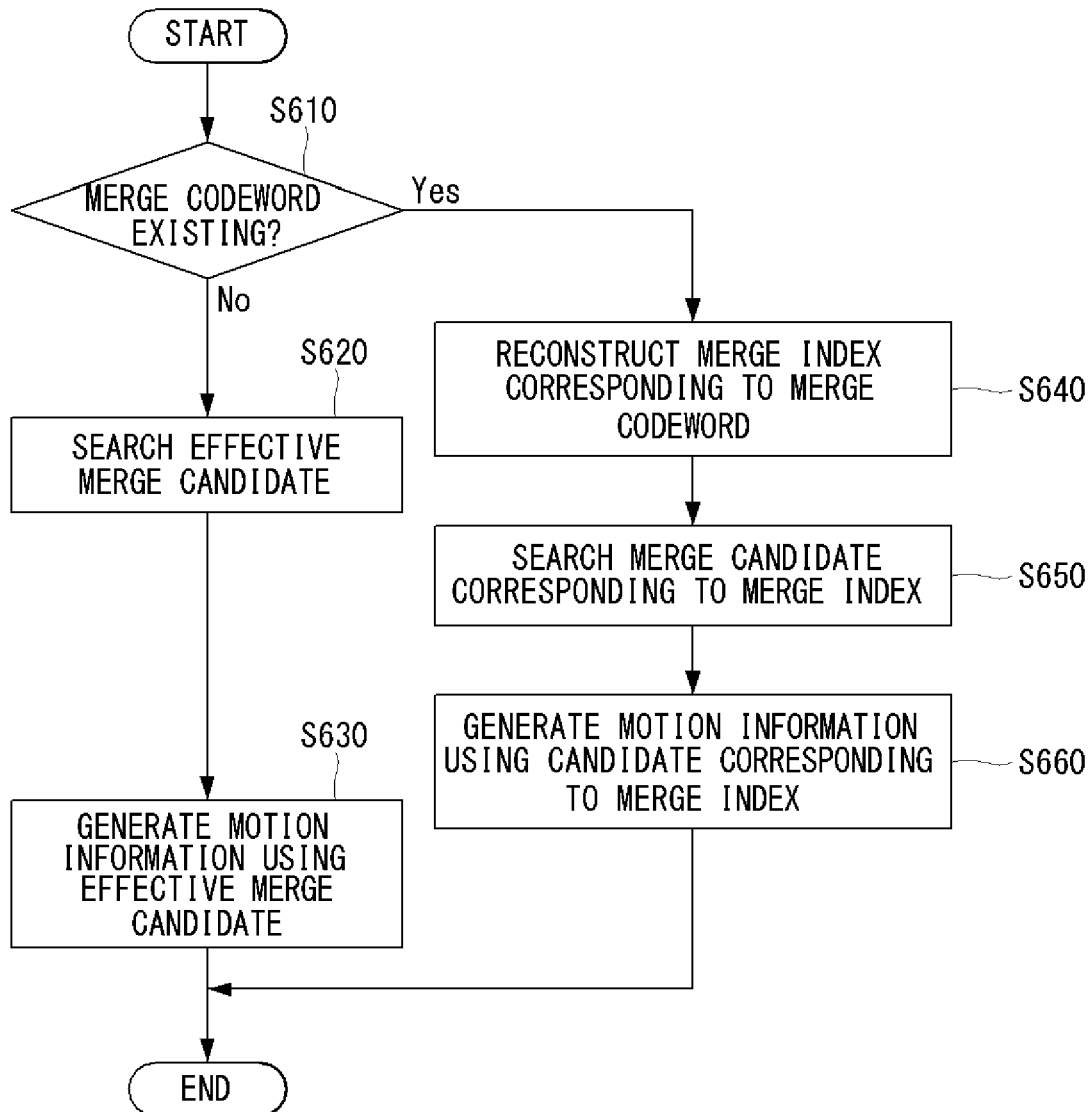 START
S610
MERGE CODEWORD
EXISTING?
Yes
No
S620
SEARCH EFFECTIVE
MERGE CANDIDATE
S630
GENERATE MOTION
INFORMATION USING
EFFECTIVE MERGE
CANDIDATE
RECONSTRUCT MERGE INDEX
CORRESPONDING TO MERGE
CODEWORD
S640
SEARCH MERGE CANDIDATE
CORRESPONDING TO MERGE INDEX
S650
GENERATE MOTION INFORMATION
USING CANDIDATE CORRESPONDING
TO MERGE INDEX
S660
END